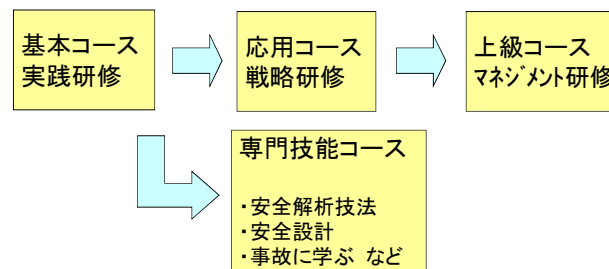 基本コース
実践研修
応用コース
戦略研修
上級コース
マネジメント研修
専門技能コース
・安全解析技法
・安全設計
・事故に学ぶ など